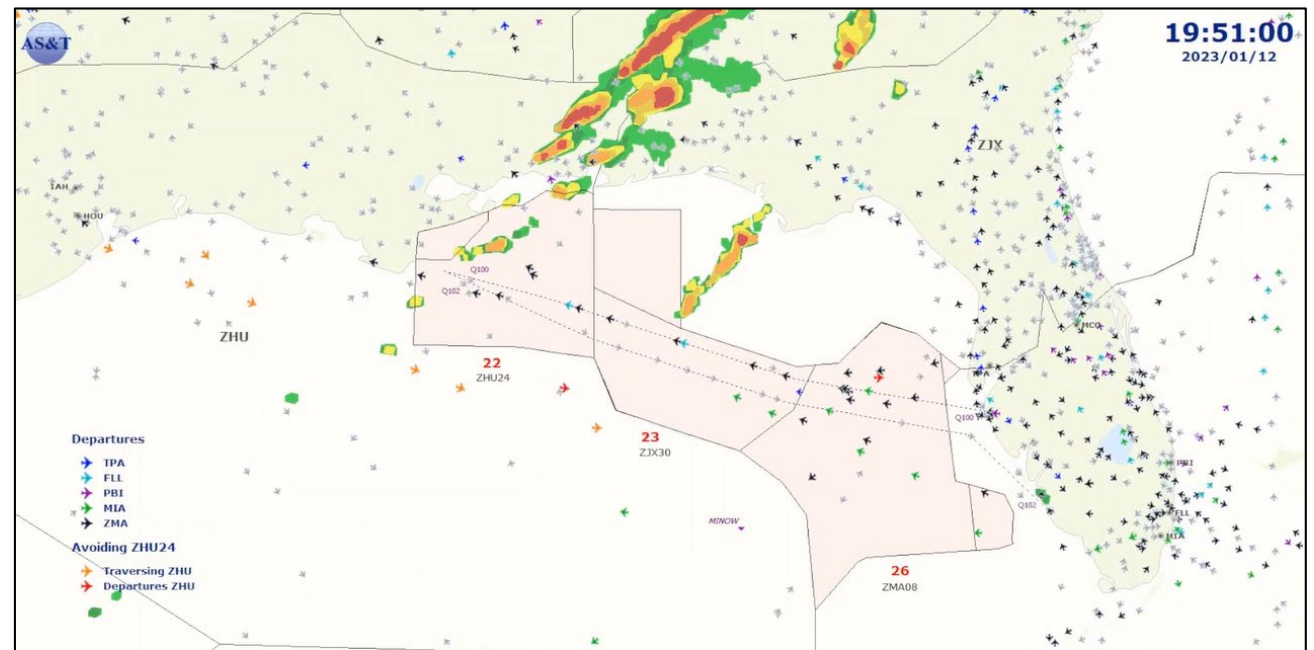 AS&T
19:51:00
2023/01/12
ZJX
IAH
HOU
Q100
Q102
ZHU
MCO
TPA
22
ZHU24
23
ZJX30
Q100
Q102
PBI
FLL
MIA
MINOW
26
ZMA08
Departures
TPA
FLL
PBI
MIA
ZMA
Avoiding ZHU24
Traversing ZHU
Departures ZHU